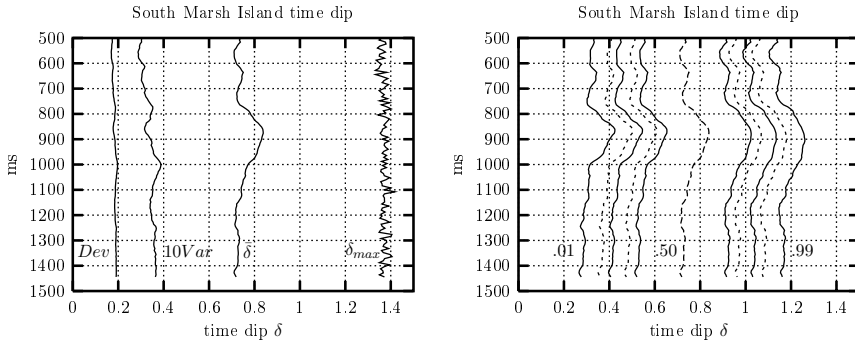 South Marsh Island time dip
500
600
700
800
900
1000
1100
1200
1300
1400
1500
ms
Dev
10Var
δ̄
δmax
0 0.2 0.4 0.6 0.8 1 1.2 1.4
time dip δ
South Marsh Island time dip
500
600
700
800
900
1000
1100
1200
1300
1400
1500
ms
.01
.50
.99
0 0.2 0.4 0.6 0.8 1 1.2 1.4
time dip δ